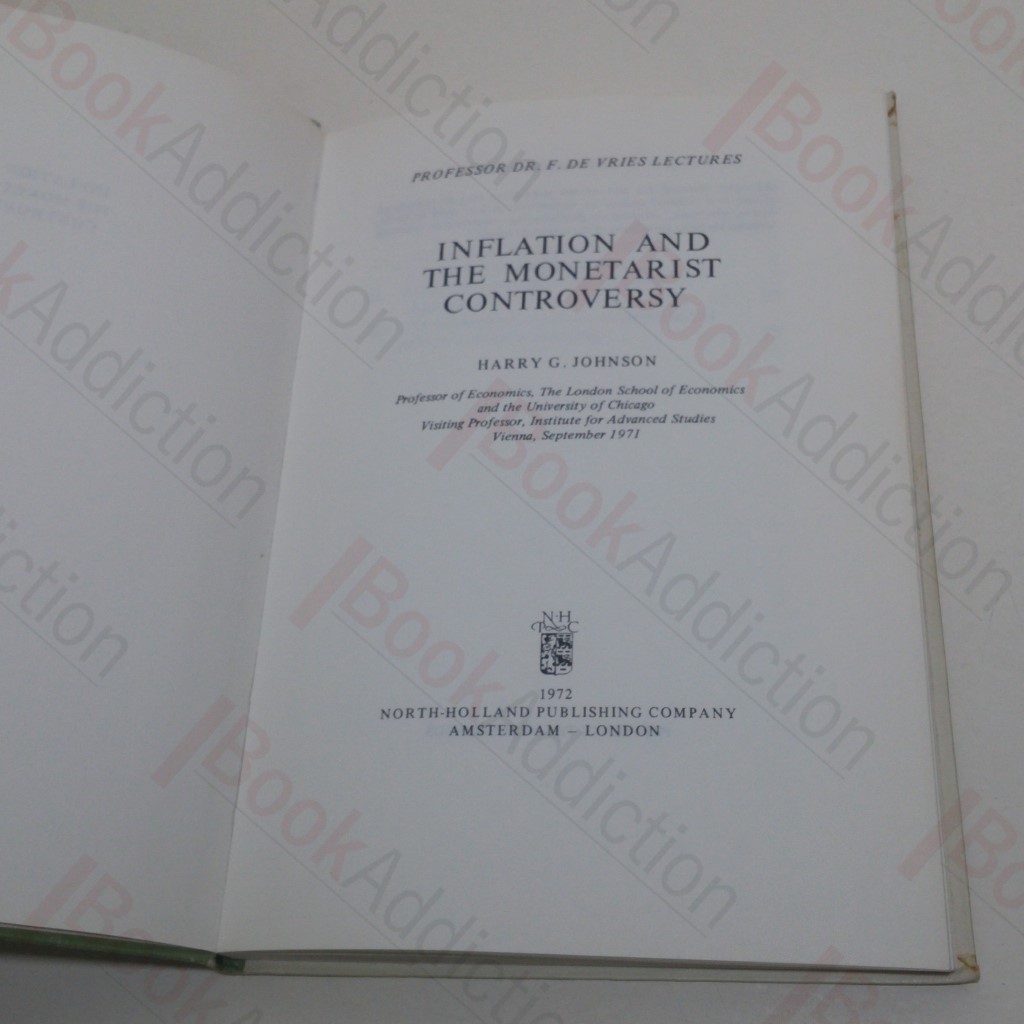 PROFESSOR DR. F. DE VRIES LECTURES
INFLATION AND
THE MONETARIST
CONTROVERSY
HARRY G. JOHNSON
Professor of Economics, The London School of Economics
and the University of Chicago
Visiting Professor, Institute for Advanced Studies
Vienna, September 1971
N·H
T C
1972
NORTH-HOLLAND PUBLISHING COMPANY
AMSTERDAM – LONDON
BookAddiction